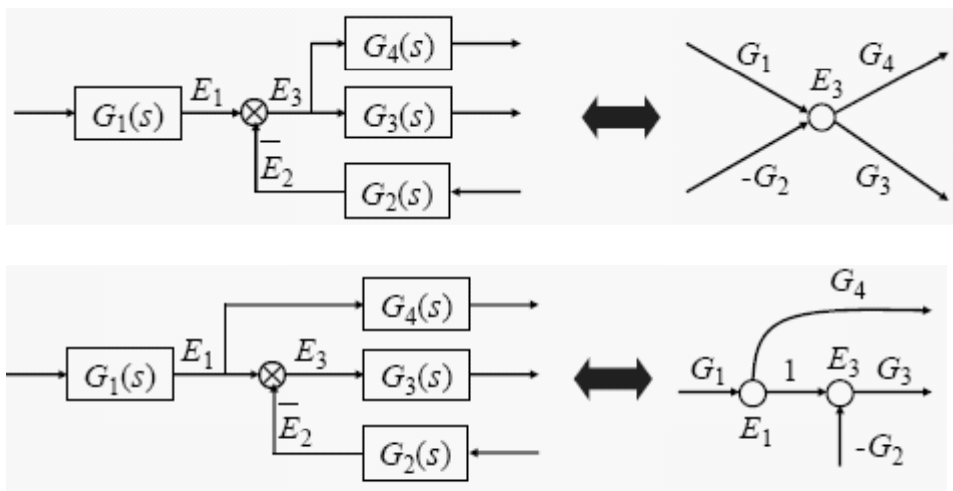 G₄(s)
G₁(s) E₁ E₃ G₃(s)
−
E₂ G₂(s)
G₁ G₄
E₃
-G₂ G₃
G₄(s)
G₁(s) E₁ E₃ G₃(s)
−
E₂ G₂(s)
G₄
G₁ 1 E₃ G₃
E₁ -G₂